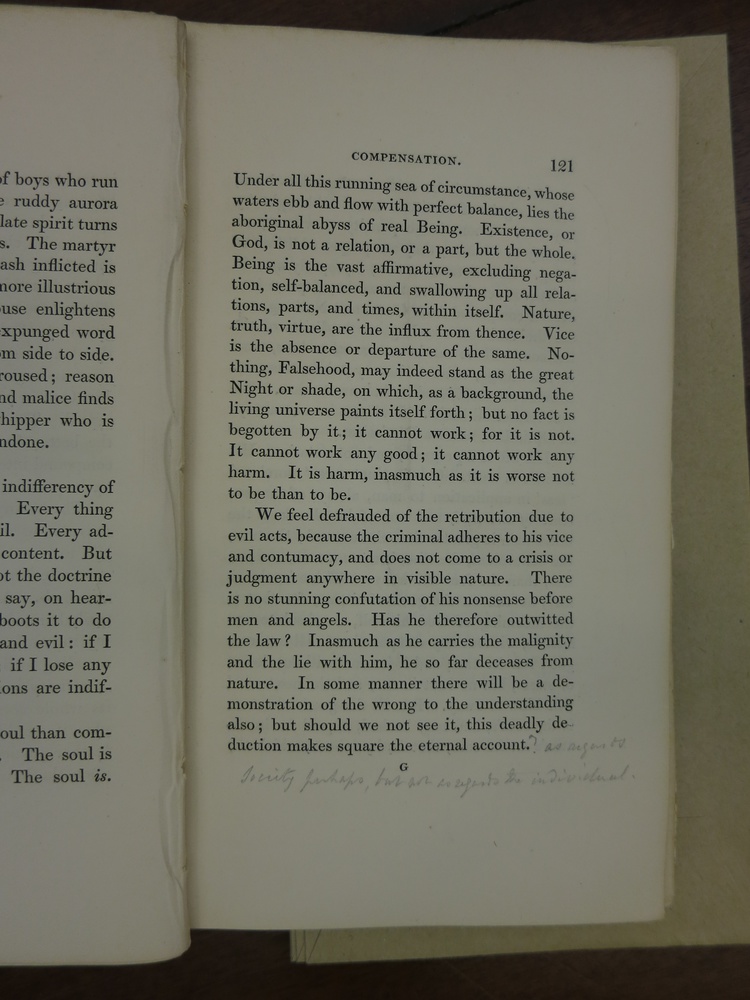 of boys who run
ruddy aurora
late spirit turns
s. The martyr
ash inflicted is
more illustrious
use enlightens
expunged word
m side to side.
roused; reason
nd malice finds
hipper who is
ndone.
indifferency of
Every thing
il. Every ad-
content. But
ot the doctrine
say, on hear-
boots it to do
and evil: if I
if I lose any
ons are indif-
oul than com-
The soul is
The soul is.
COMPENSATION. 121
Under all this running sea of circumstance, whose
waters ebb and flow with perfect balance, lies the
aboriginal abyss of real Being. Existence, or
God, is not a relation, or a part, but the whole.
Being is the vast affirmative, excluding nega-
tion, self-balanced, and swallowing up all rela-
tions, parts, and times, within itself. Nature,
truth, virtue, are the influx from thence. Vice
is the absence or departure of the same. No-
thing, Falsehood, may indeed stand as the great
Night or shade, on which, as a background, the
living universe paints itself forth; but no fact is
begotten by it; it cannot work; for it is not.
It cannot work any good; it cannot work any
harm. It is harm, inasmuch as it is worse not
to be than to be.
We feel defrauded of the retribution due to
evil acts, because the criminal adheres to his vice
and contumacy, and does not come to a crisis or
judgment anywhere in visible nature. There
is no stunning confutation of his nonsense before
men and angels. Has he therefore outwitted
the law? Inasmuch as he carries the malignity
and the lie with him, he so far deceases from
nature. In some manner there will be a de-
monstration of the wrong to the understanding
also; but should we not see it, this deadly de-
duction makes square the eternal account.? as regards
G
Society perhaps, but not as regards the individual.